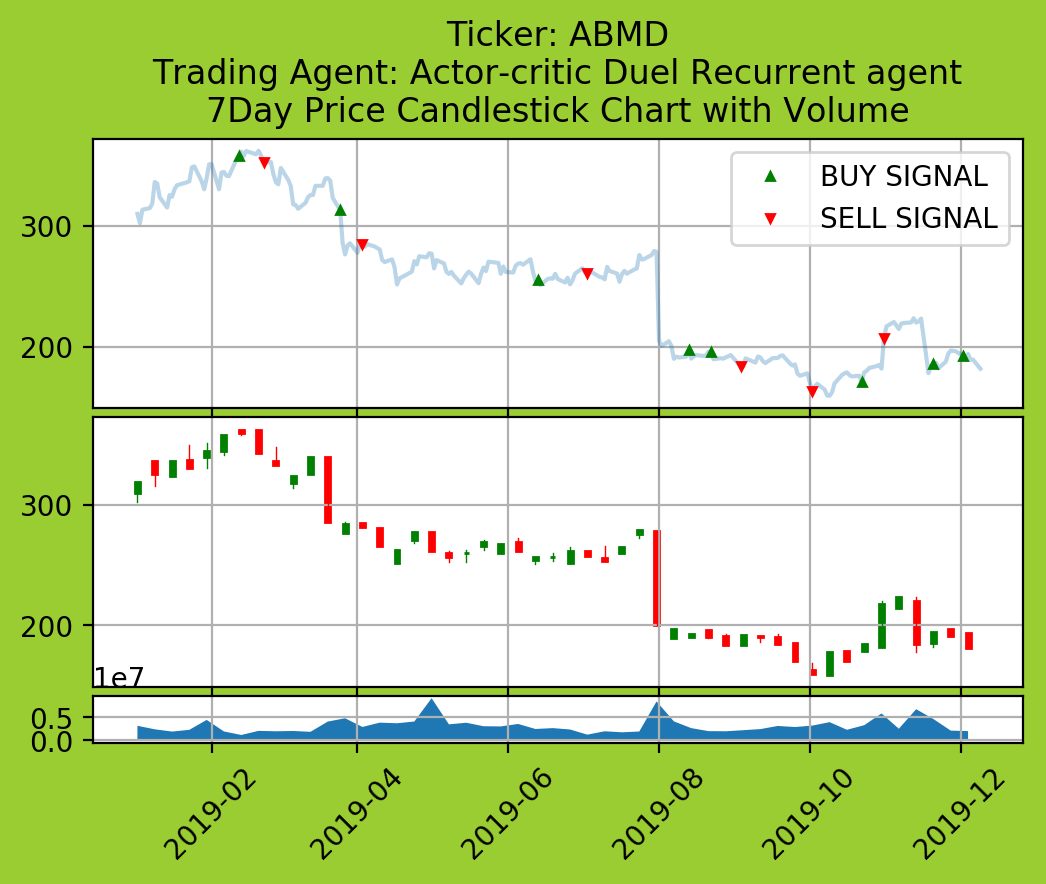 Ticker: ABMD
Trading Agent: Actor-critic Duel Recurrent agent
7Day Price Candlestick Chart with Volume
BUY SIGNAL
SELL SIGNAL
300
200
300
200
1e7
0.5
0.0
2019-02
2019-04
2019-06
2019-08
2019-10
2019-12